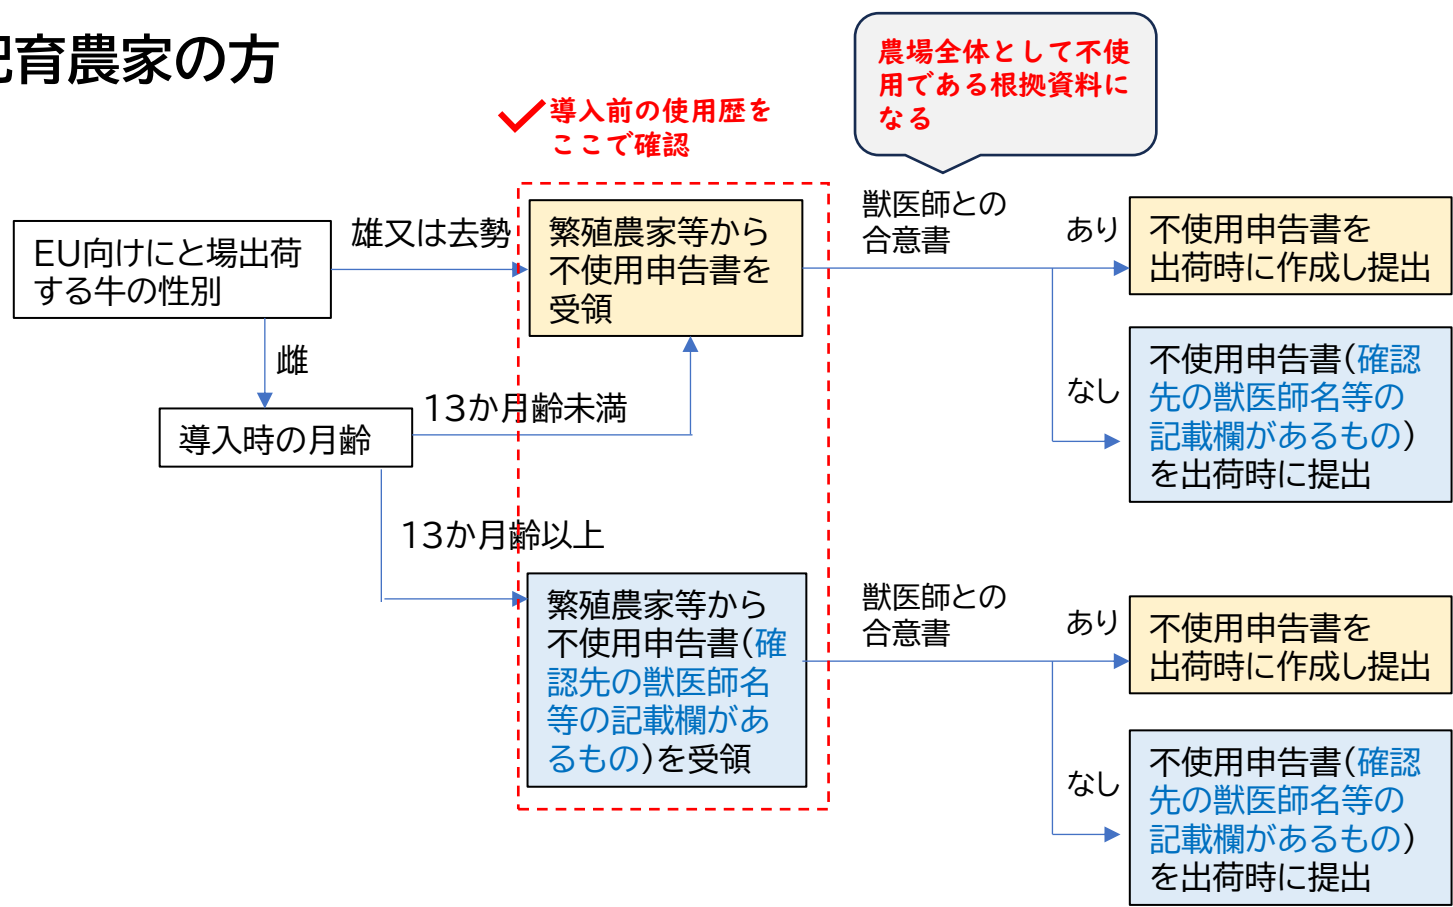 育農家の方
農場全体として不使
用である根拠資料に
なる
導入前の使用歴を
ここで確認
EU向けにと場出荷
する牛の性別
雄又は去勢
繁殖農家等から
不使用申告書を
受領
獣医師との
合意書
あり
不使用申告書を
出荷時に作成し提出
なし
不使用申告書(確認
先の獣医師名等の
記載欄があるもの)
を出荷時に提出
雌
導入時の月齢
13か月齢未満
13か月齢以上
繁殖農家等から
不使用申告書(確
認先の獣医師名
等の記載欄があ
るもの)を受領
獣医師との
合意書
あり
不使用申告書を
出荷時に作成し提出
なし
不使用申告書(確認
先の獣医師名等の
記載欄があるもの)
を出荷時に提出